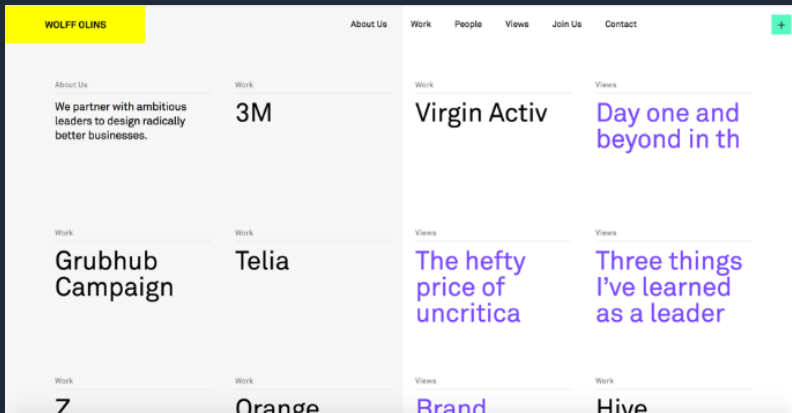 WOLFF OLINS
About Us Work People Views Join Us Contact +
About Us
We partner with ambitious
leaders to design radically
better businesses.
Work
3M
Work
Virgin Activ
Views
Day one and
beyond in th
Work
Grubhub
Campaign
Work
Telia
Views
The hefty
price of
uncritica
Views
Three things
I've learned
as a leader
Work
Z
Work
Orange
Views
Brand
Work
Hive